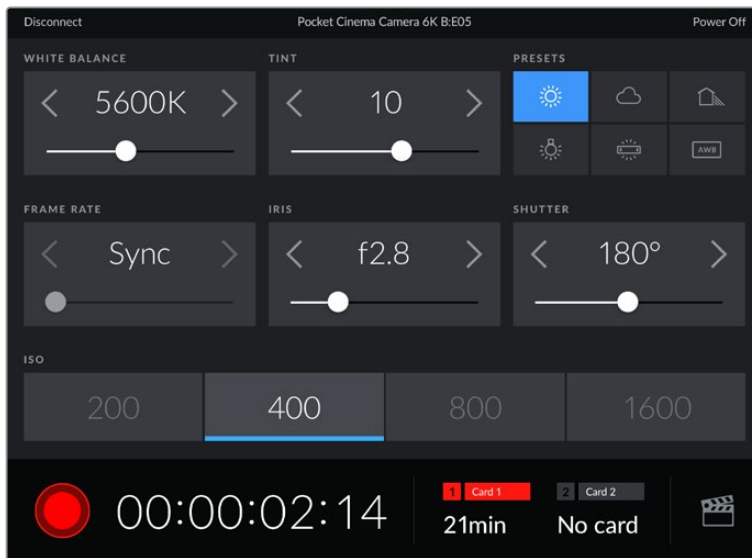 Disconnect Pocket Cinema Camera 6K B:E05 Power Off
WHITE BALANCE TINT PRESETS
5600K 10
AWB
FRAME RATE IRIS SHUTTER
Sync f2.8 180°
ISO
200 400 800 1600
00:00:02:14
1 Card 1 2 Card 2
21min No card